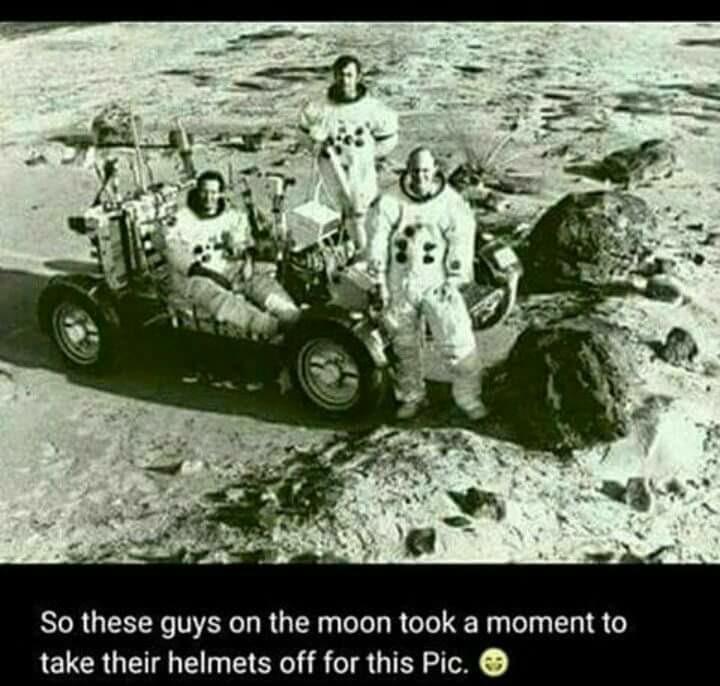 So these guys on the moon took a moment to
take their helmets off for this Pic. 😁